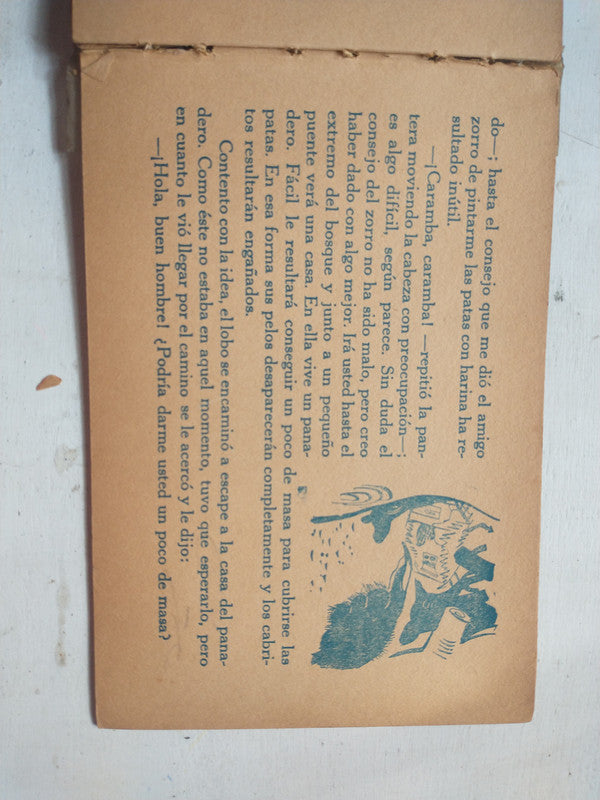 do—; hasta el consejo que me dió el amigo
zorro de pintarme las patas con harina ha re-
sultado inútil.
—¡Caramba, caramba! —repitió la pan-
tera moviendo la cabeza con preocupación—;
es algo difícil, según parece. Sin duda el
consejo del zorro no ha sido malo, pero creo
haber dado con algo mejor. Irá usted hasta el
extremo del bosque y junto a un pequeño
puente verá una casa. En ella vive un pana-
dero. Fácil le resultará conseguir un poco de masa para cubrirse las
patas. En esa forma sus pelos desaparecerán completamente y los cabri-
tos resultarán engañados.
Contento con la idea, el lobo se encaminó a escape a la casa del pana-
dero. Como éste no estaba en aquel momento, tuvo que esperarlo, pero
en cuanto le vió llegar por el camino se le acercó y le dijo:
—¡Hola, buen hombre! ¿Podría darme usted un poco de masa?